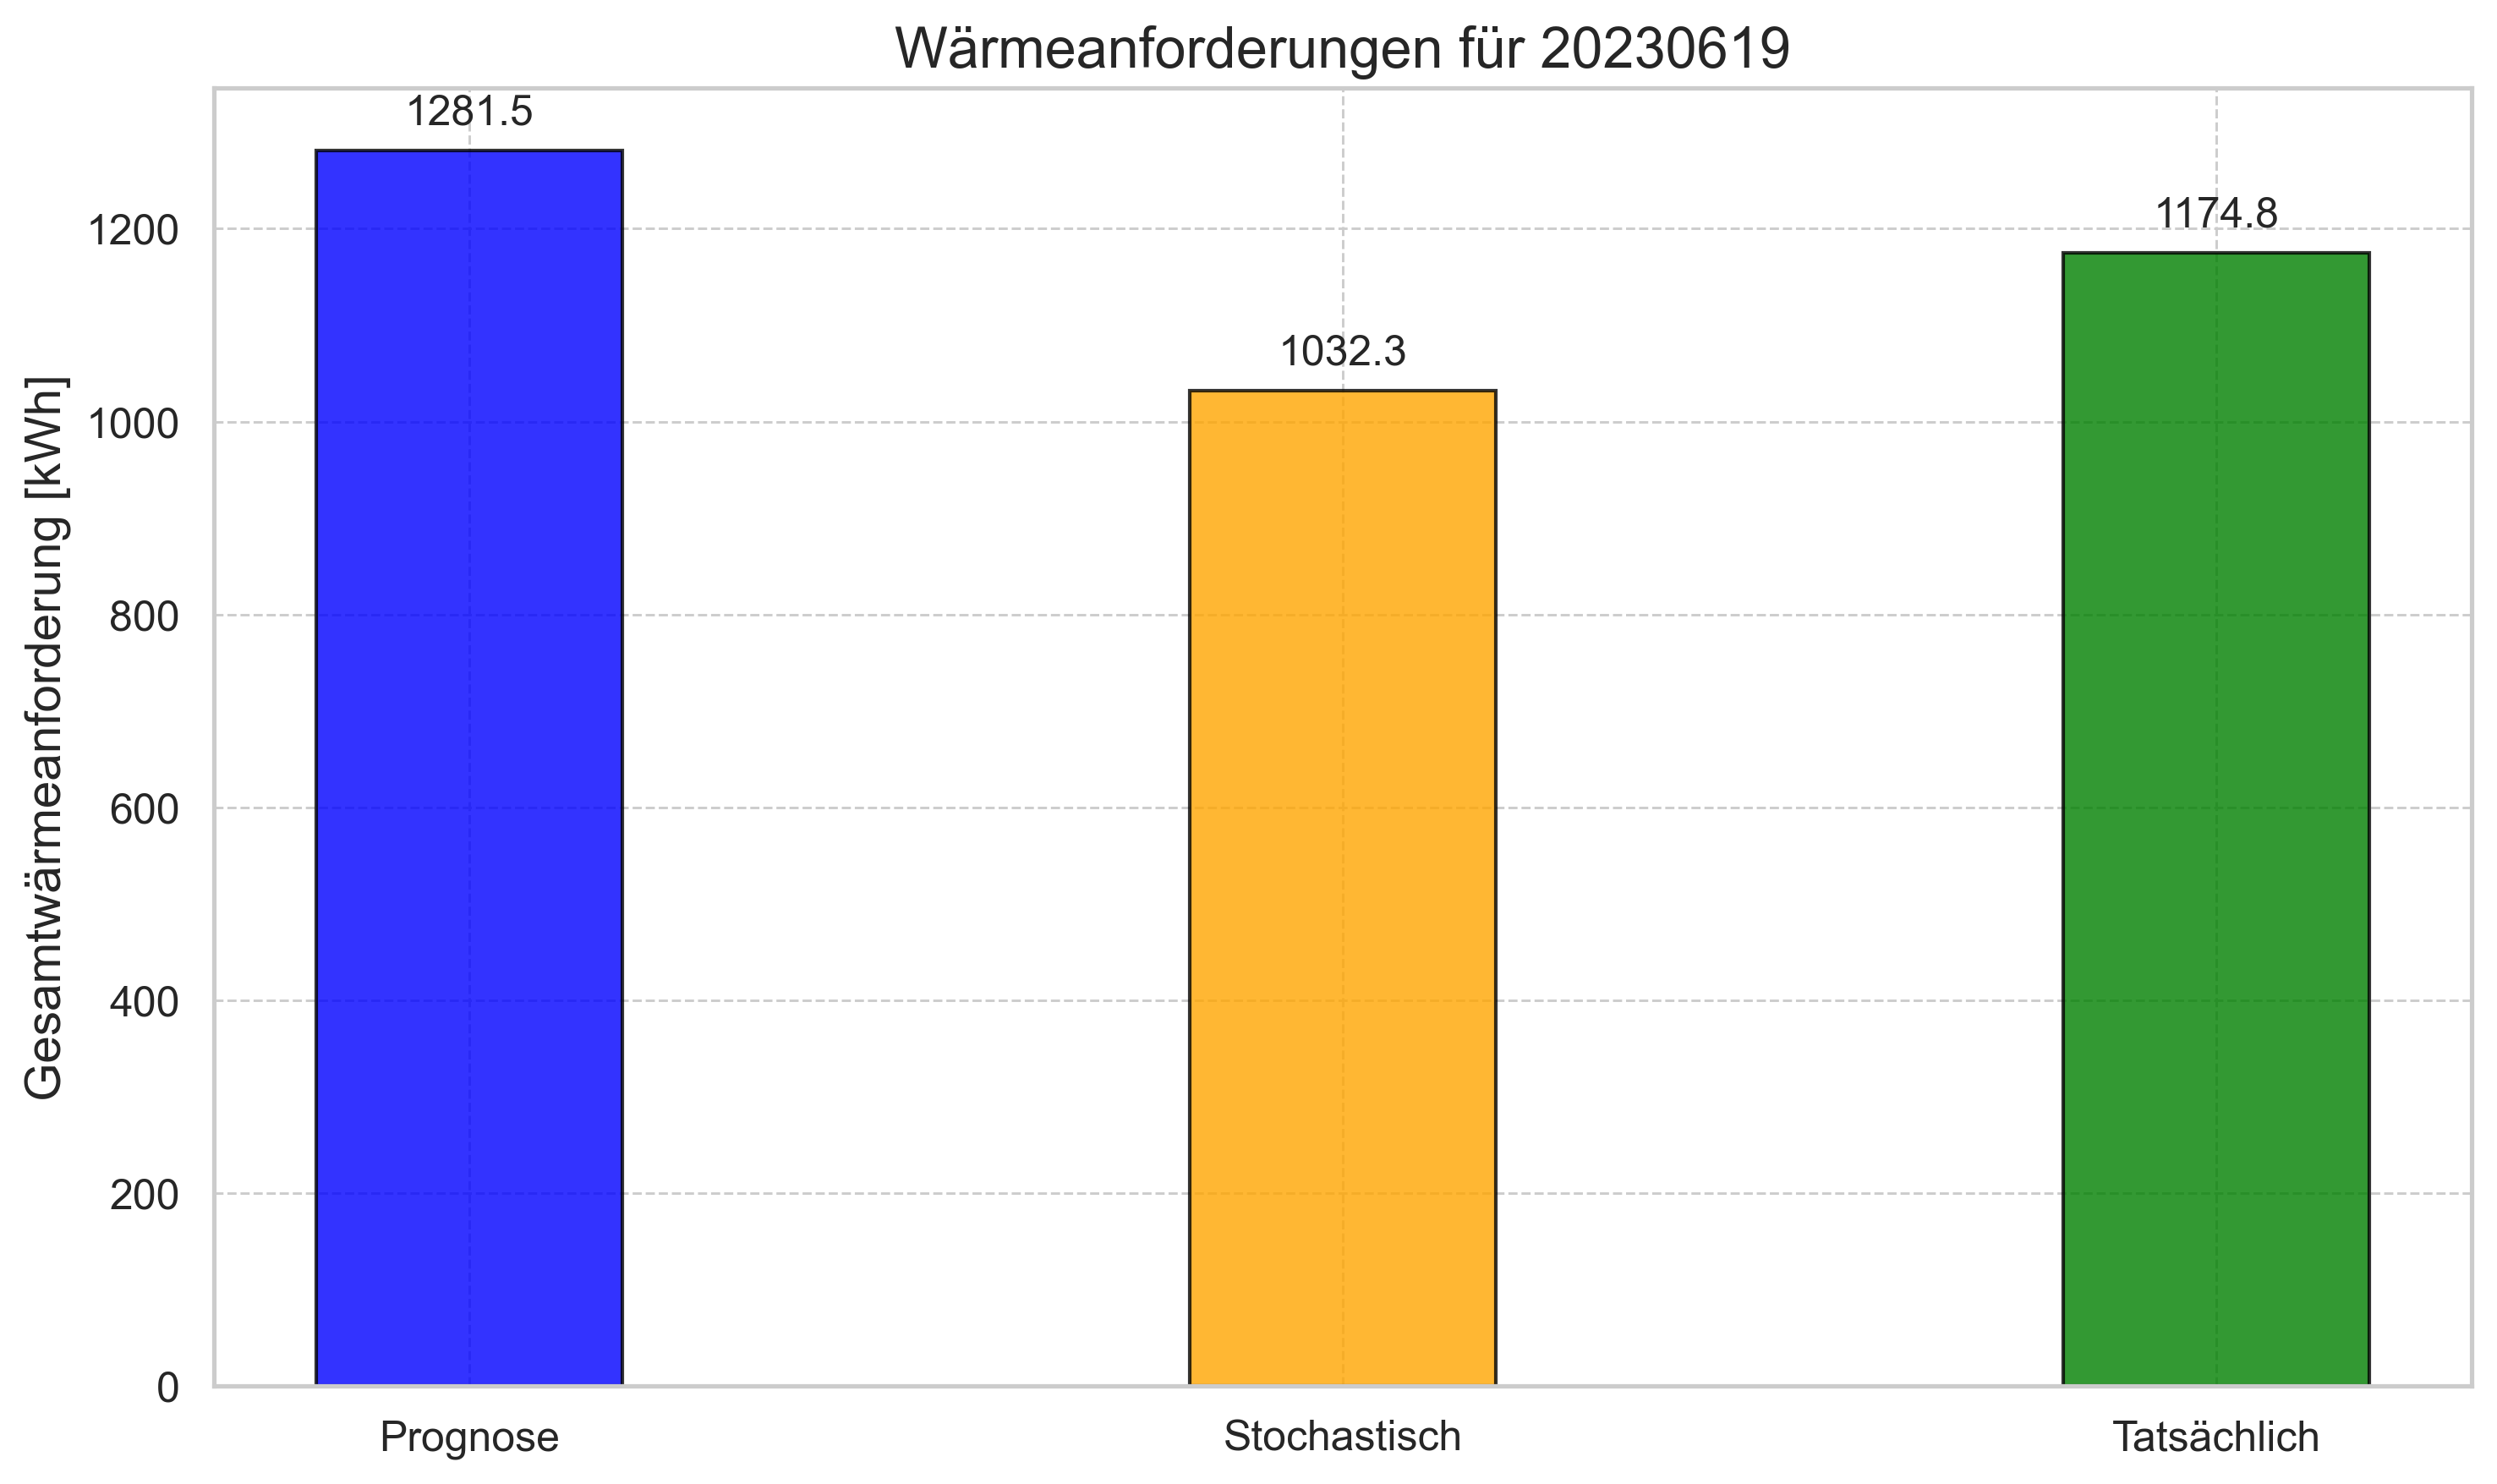 Wärmeanforderungen für 20230619
Gesamtwärmeanforderung [kWh]
1200
1000
800
600
400
200
0
1281.5
1032.3
1174.8
Prognose
Stochastisch
Tatsächlich